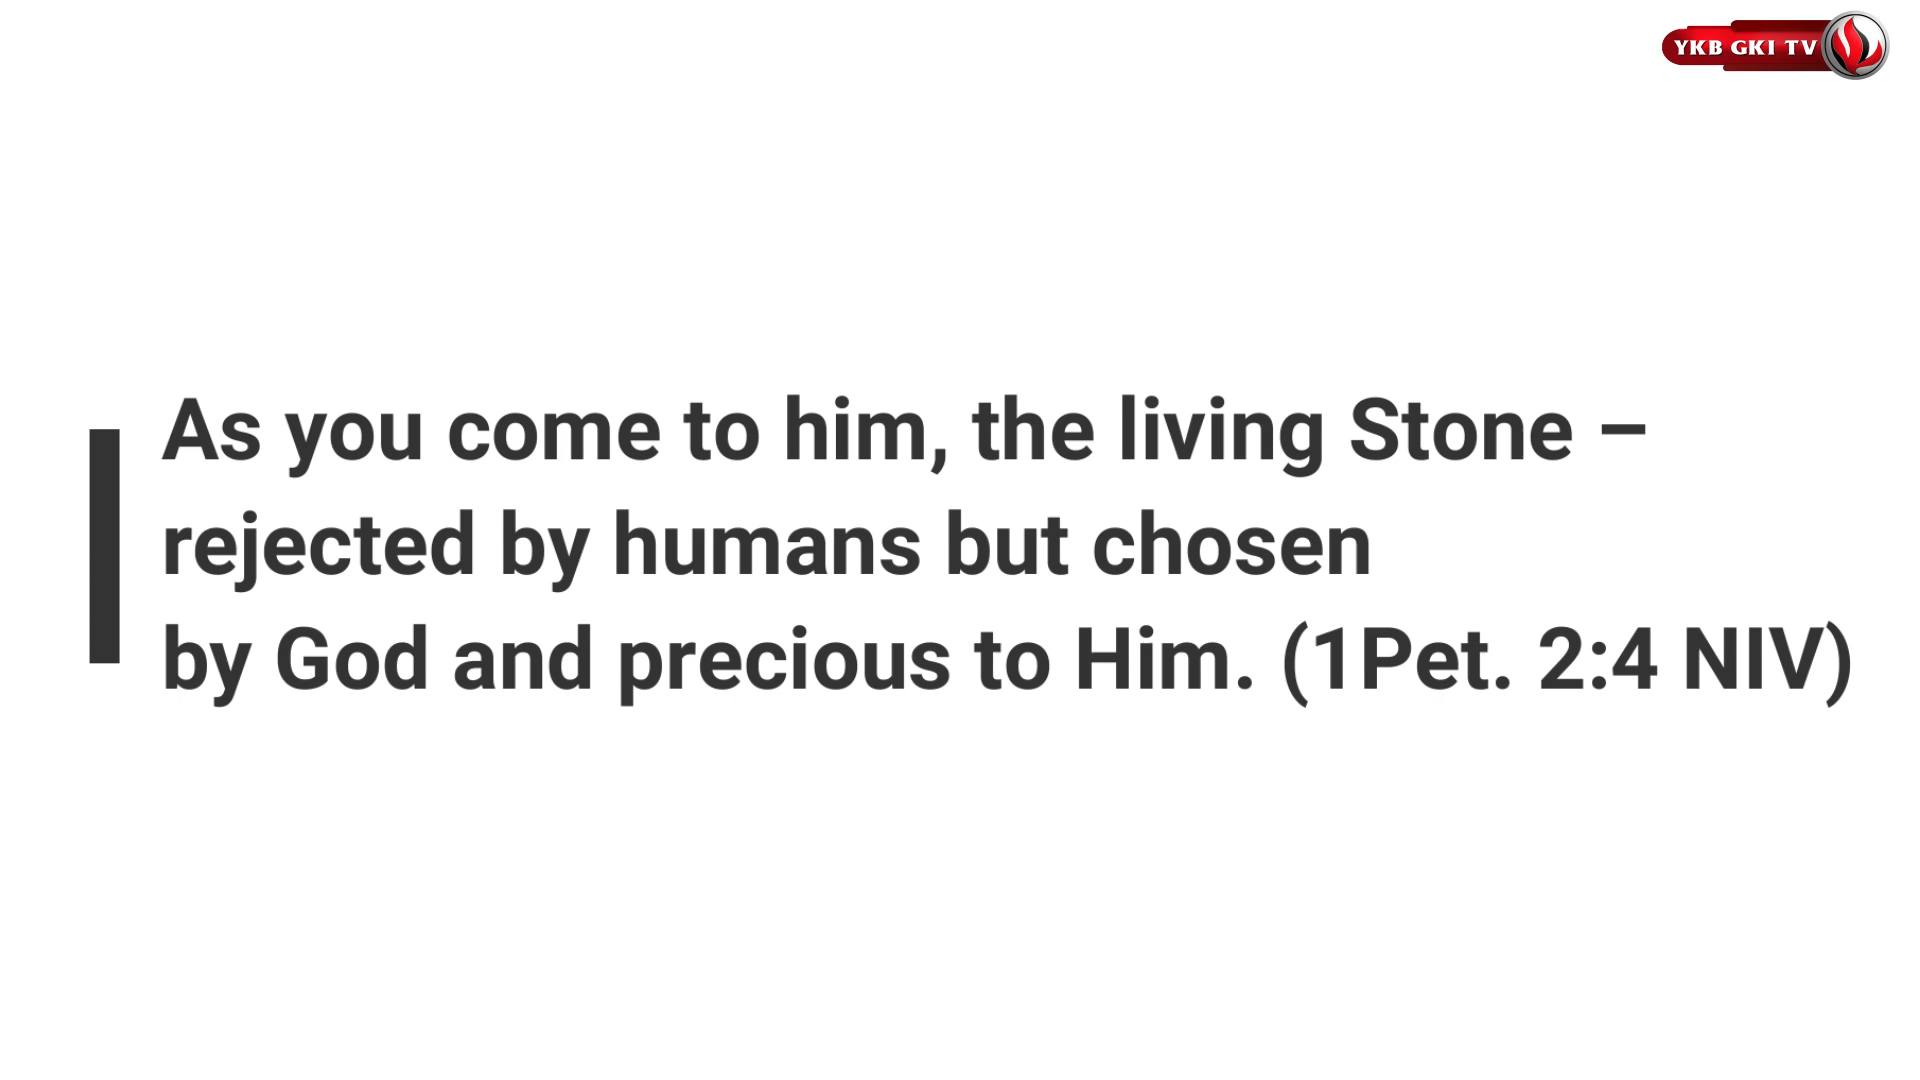 YKB GKI TV
As you come to him, the living Stone –
rejected by humans but chosen
by God and precious to Him. (1Pet. 2:4 NIV)